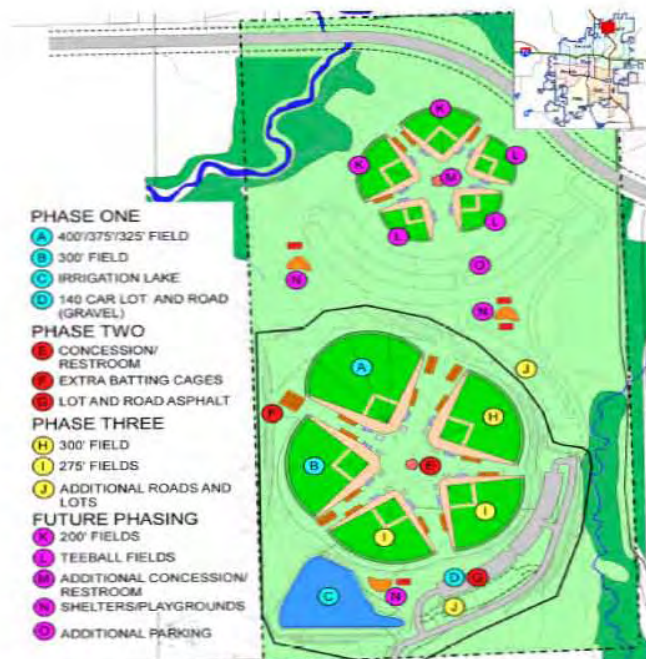 PHASE ONE
A 400'/375'/325' FIELD
B 300' FIELD
C IRRIGATION LAKE
D 140 CAR LOT AND ROAD
(GRAVEL)
PHASE TWO
E CONCESSION/
RESTROOM
F EXTRA BATTING CAGES
G LOT AND ROAD ASPHALT
PHASE THREE
H 300' FIELD
I 275' FIELDS
J ADDITIONAL ROADS AND
LOTS
FUTURE PHASING
K 200' FIELDS
L TEEBALL FIELDS
M ADDITIONAL CONCESSION/
RESTROOM
N SHELTERS/PLAYGROUNDS
O ADDITIONAL PARKING
K
K
L
M
L
L
O
N
N
A
J
F
H
B
E
I
I
D G
C
N
J